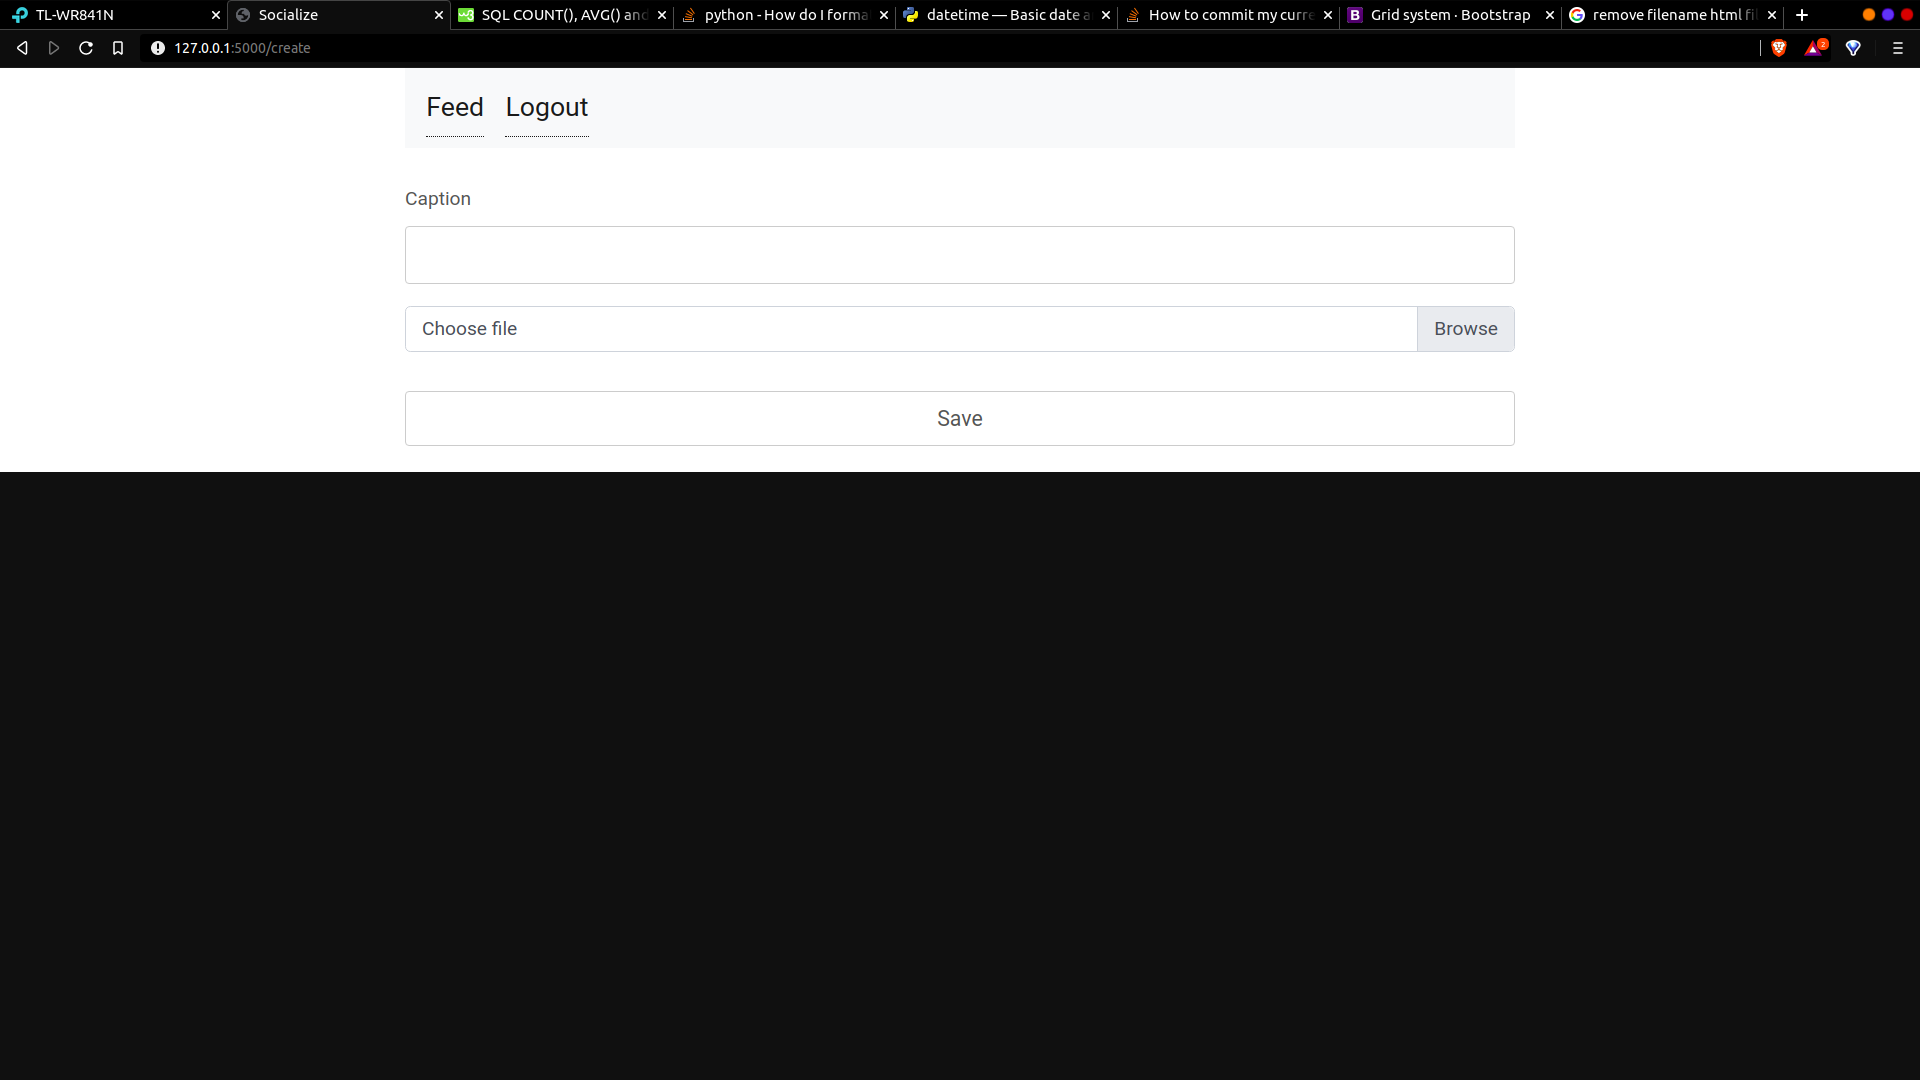 TL-WR841N
Socialize
SQL COUNT(), AVG() and
python - How do I forma
datetime — Basic date a
How to commit my curre
Grid system · Bootstrap
remove filename html fil
127.0.0.1:5000/create
2
Feed Logout
Caption
Choose file Browse
Save